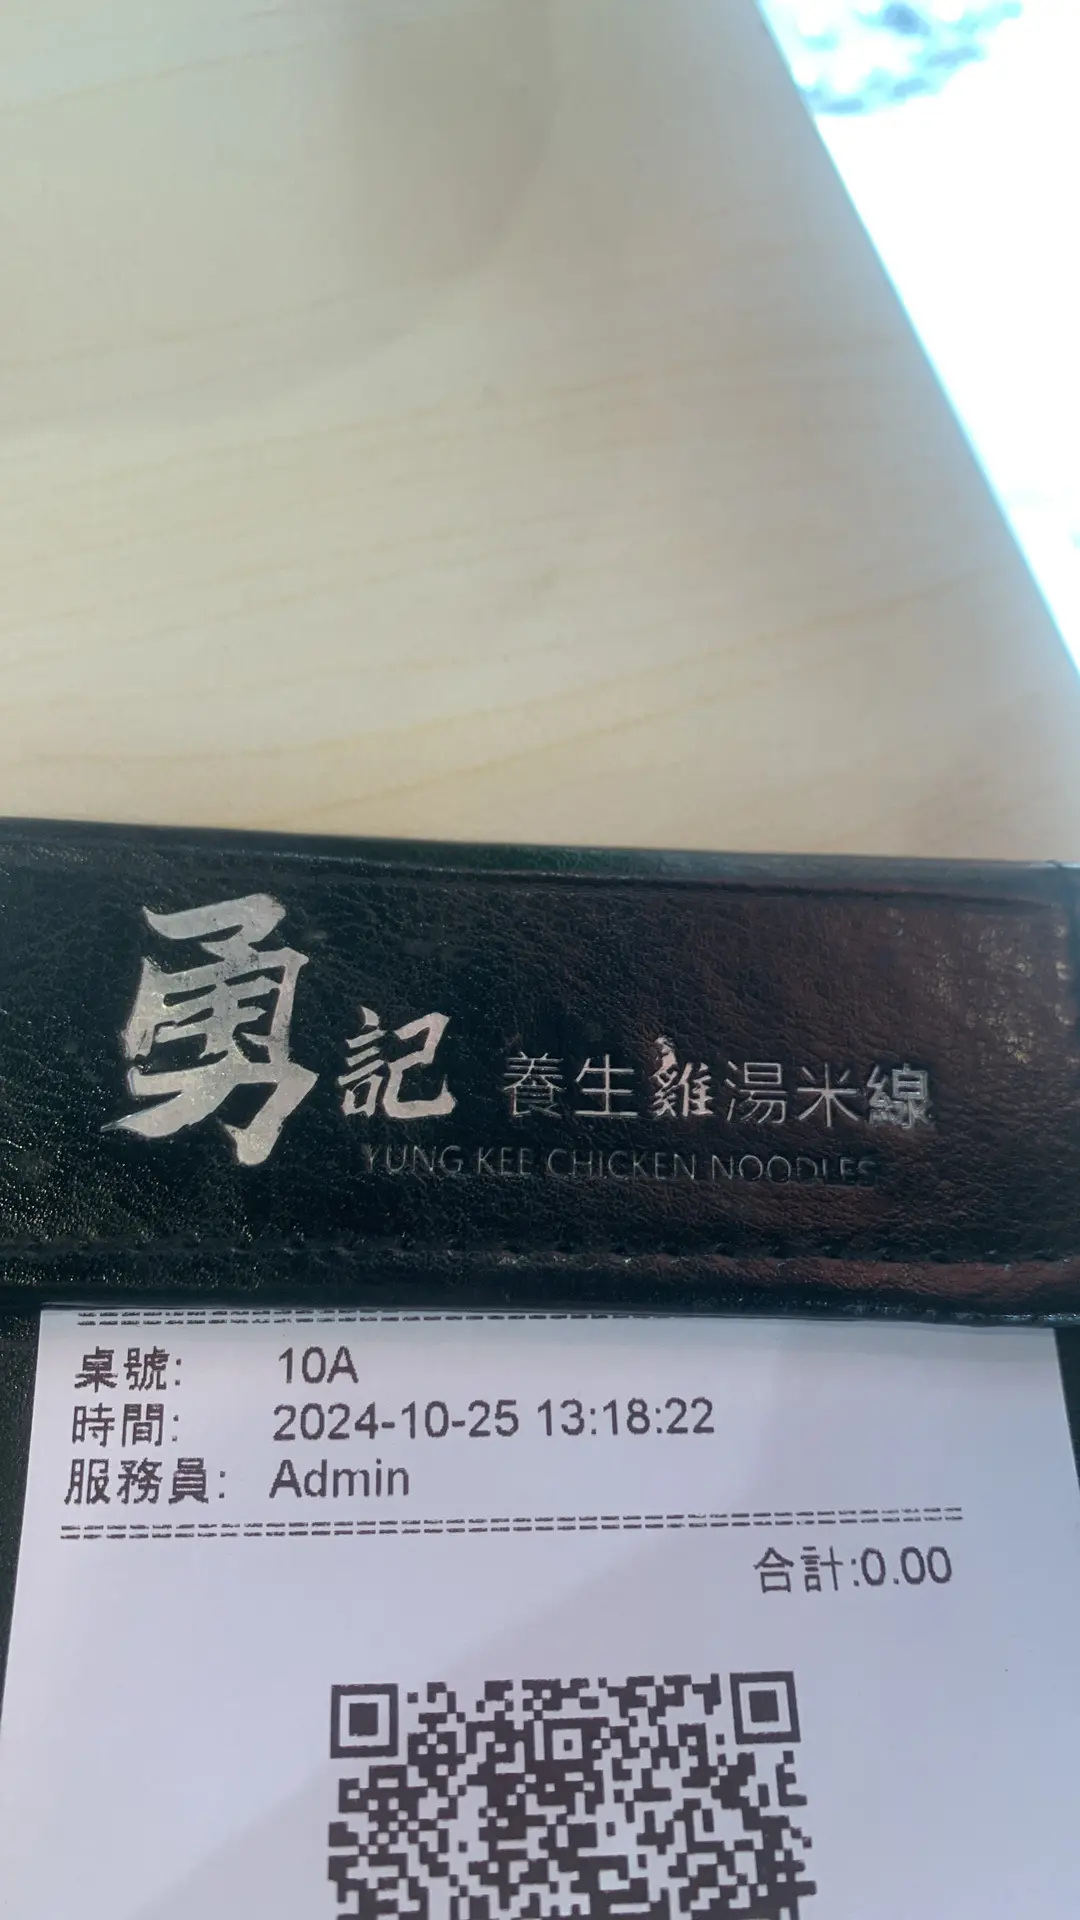 勇記 養生雞湯米線
YUNG KEE CHICKEN NOODLES
桌號: 10A
時間: 2024-10-25 13:18:22
服務員: Admin
合計:0.00